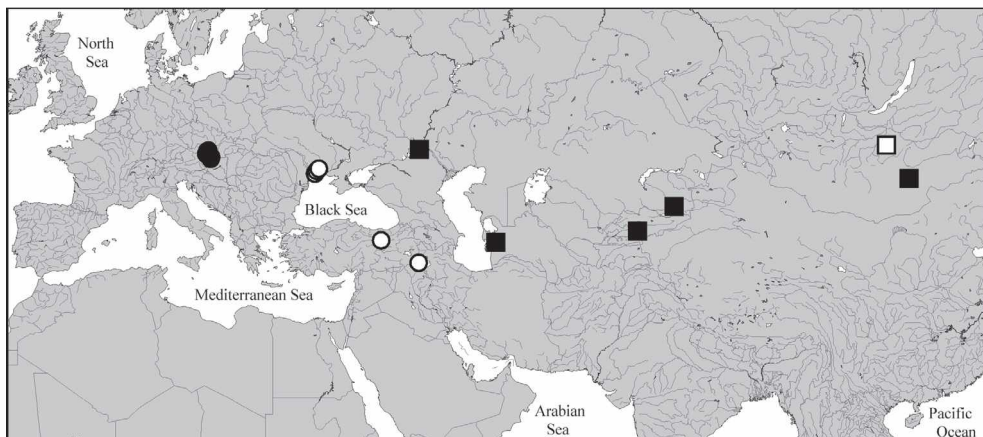 North
Sea
Black Sea
Mediterranean Sea
Arabian
Sea
Pacific
Ocean